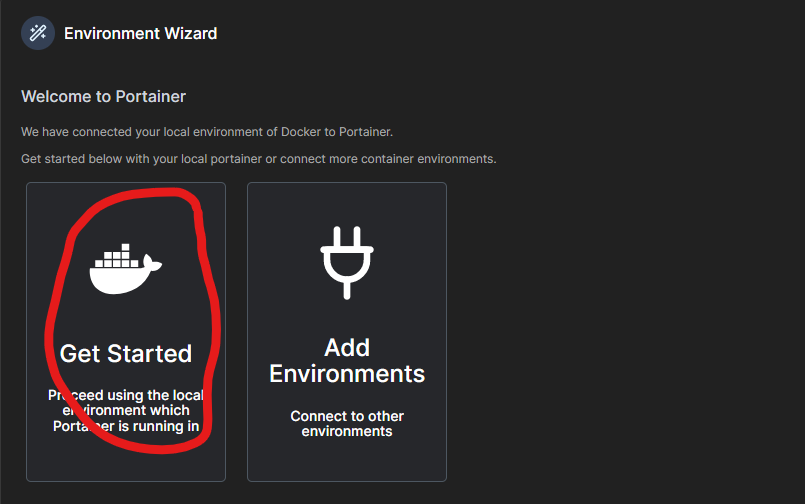 Environment Wizard
Welcome to Portainer
We have connected your local environment of Docker to Portainer.
Get started below with your local portainer or connect more container environments.
Get Started
Proceed using the local
environment which
Portainer is running in
Add
Environments
Connect to other
environments